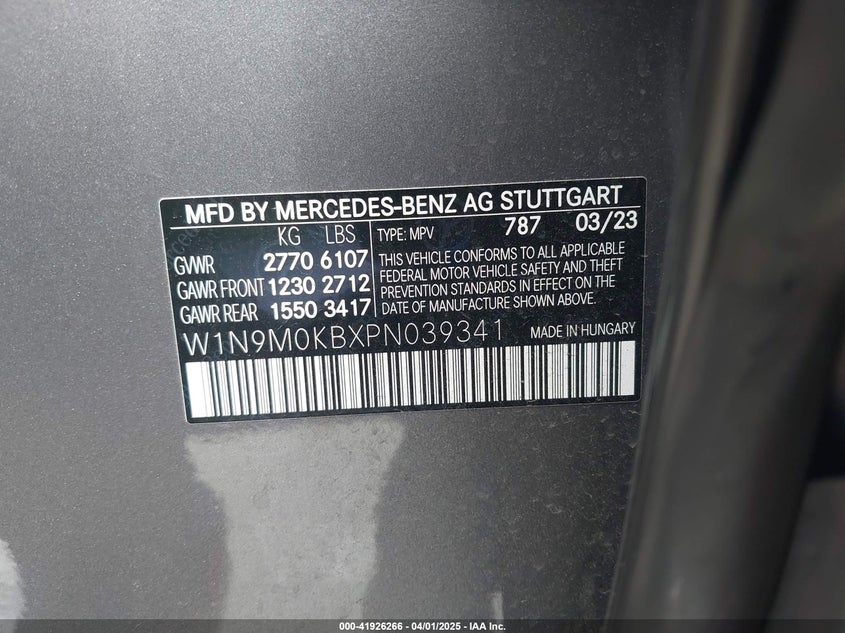 MFD BY MERCEDES-BENZ AG STUTTGART
KG LBS TYPE: MPV 787 03/23
GVWR 2770 6107
GAWR FRONT 1230 2712
GAWR REAR 1550 3417
THIS VEHICLE CONFORMS TO ALL APPLICABLE
FEDERAL MOTOR VEHICLE SAFETY AND THEFT
PREVENTION STANDARDS IN EFFECT ON THE
DATE OF MANUFACTURE SHOWN ABOVE.
W1N9M0KBXPN039341 MADE IN HUNGARY
000-41926266 - 04/01/2025 - IAA Inc.